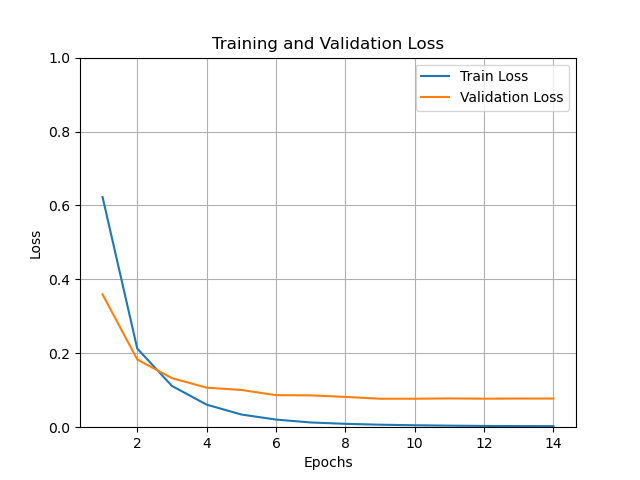 Training and Validation Loss
Train Loss
Validation Loss
1.0
0.8
0.6
0.4
0.2
0.0
Loss
2 4 6 8 10 12 14
Epochs